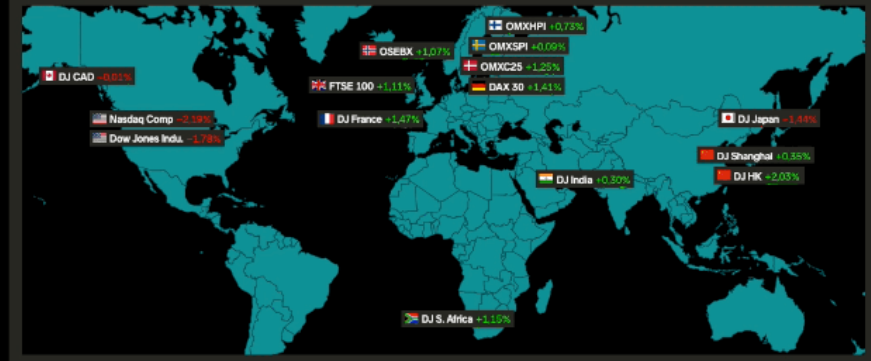 OMXHPI +0,73%
OMXSPI +0,09%
OSEBX +1,07%
OMXC25 +1,25%
DJ CAD -0,01%
FTSE 100 +1,11%
DAX 30 +1,41%
Nasdaq Comp -2,19%
DJ France +1,47%
DJ Japan -1,44%
Dow Jones Indu. -1,78%
DJ Shanghai +0,36%
DJ India +0,30%
DJ HK +2,03%
DJ S. Africa +1,15%